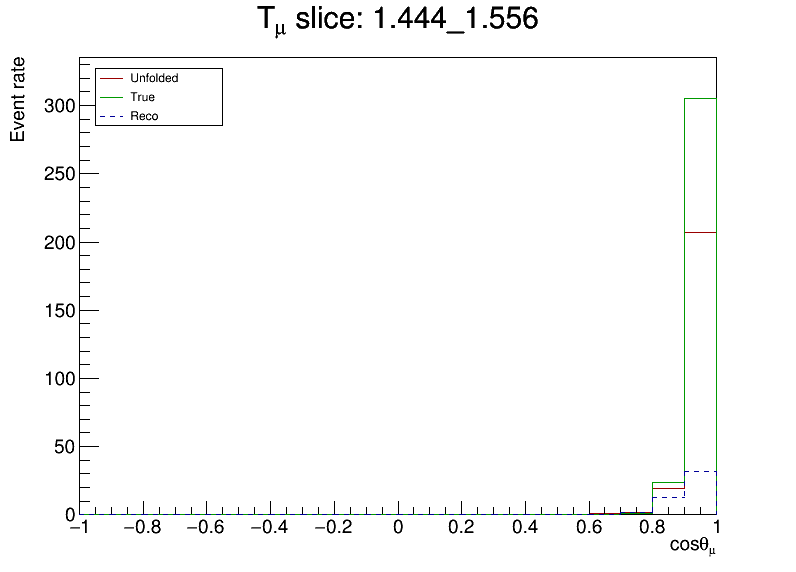 Tμ slice: 1.444_1.556
Event rate
Unfolded
True
Reco
300
250
200
150
100
50
0
−1 −0.8 −0.6 −0.4 −0.2 0 0.2 0.4 0.6 0.8 1
cosθμ